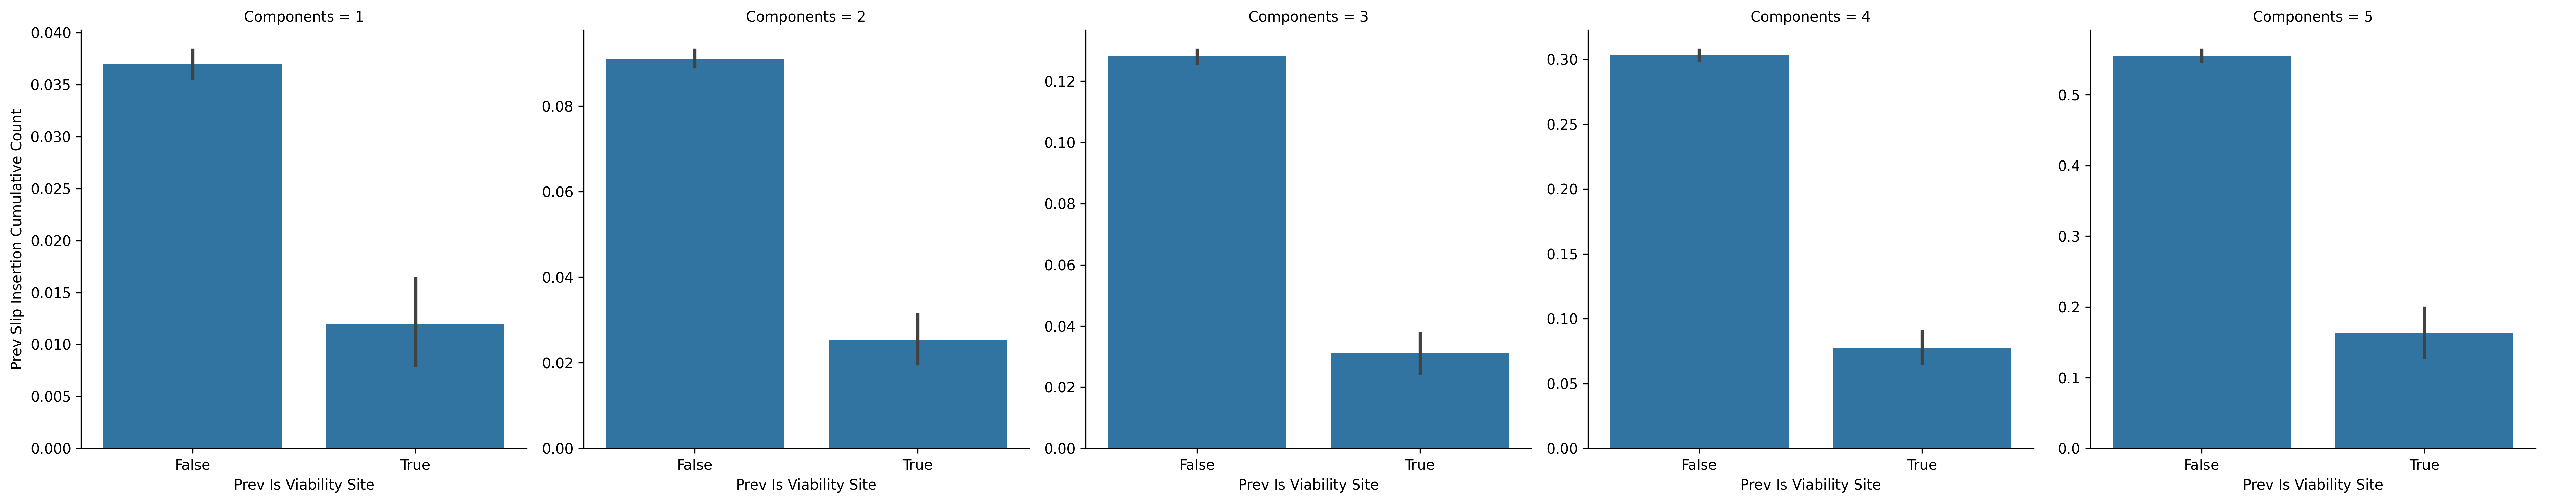 Components = 1
Components = 2
Components = 3
Components = 4
Components = 5
Prev Slip Insertion Cumulative Count
0.040
0.035
0.030
0.025
0.020
0.015
0.010
0.005
0.000
False
True
Prev Is Viability Site
0.08
0.06
0.04
0.02
0.00
False
True
Prev Is Viability Site
0.12
0.10
0.08
0.06
0.04
0.02
0.00
False
True
Prev Is Viability Site
0.30
0.25
0.20
0.15
0.10
0.05
0.00
False
True
Prev Is Viability Site
0.5
0.4
0.3
0.2
0.1
0.0
False
True
Prev Is Viability Site